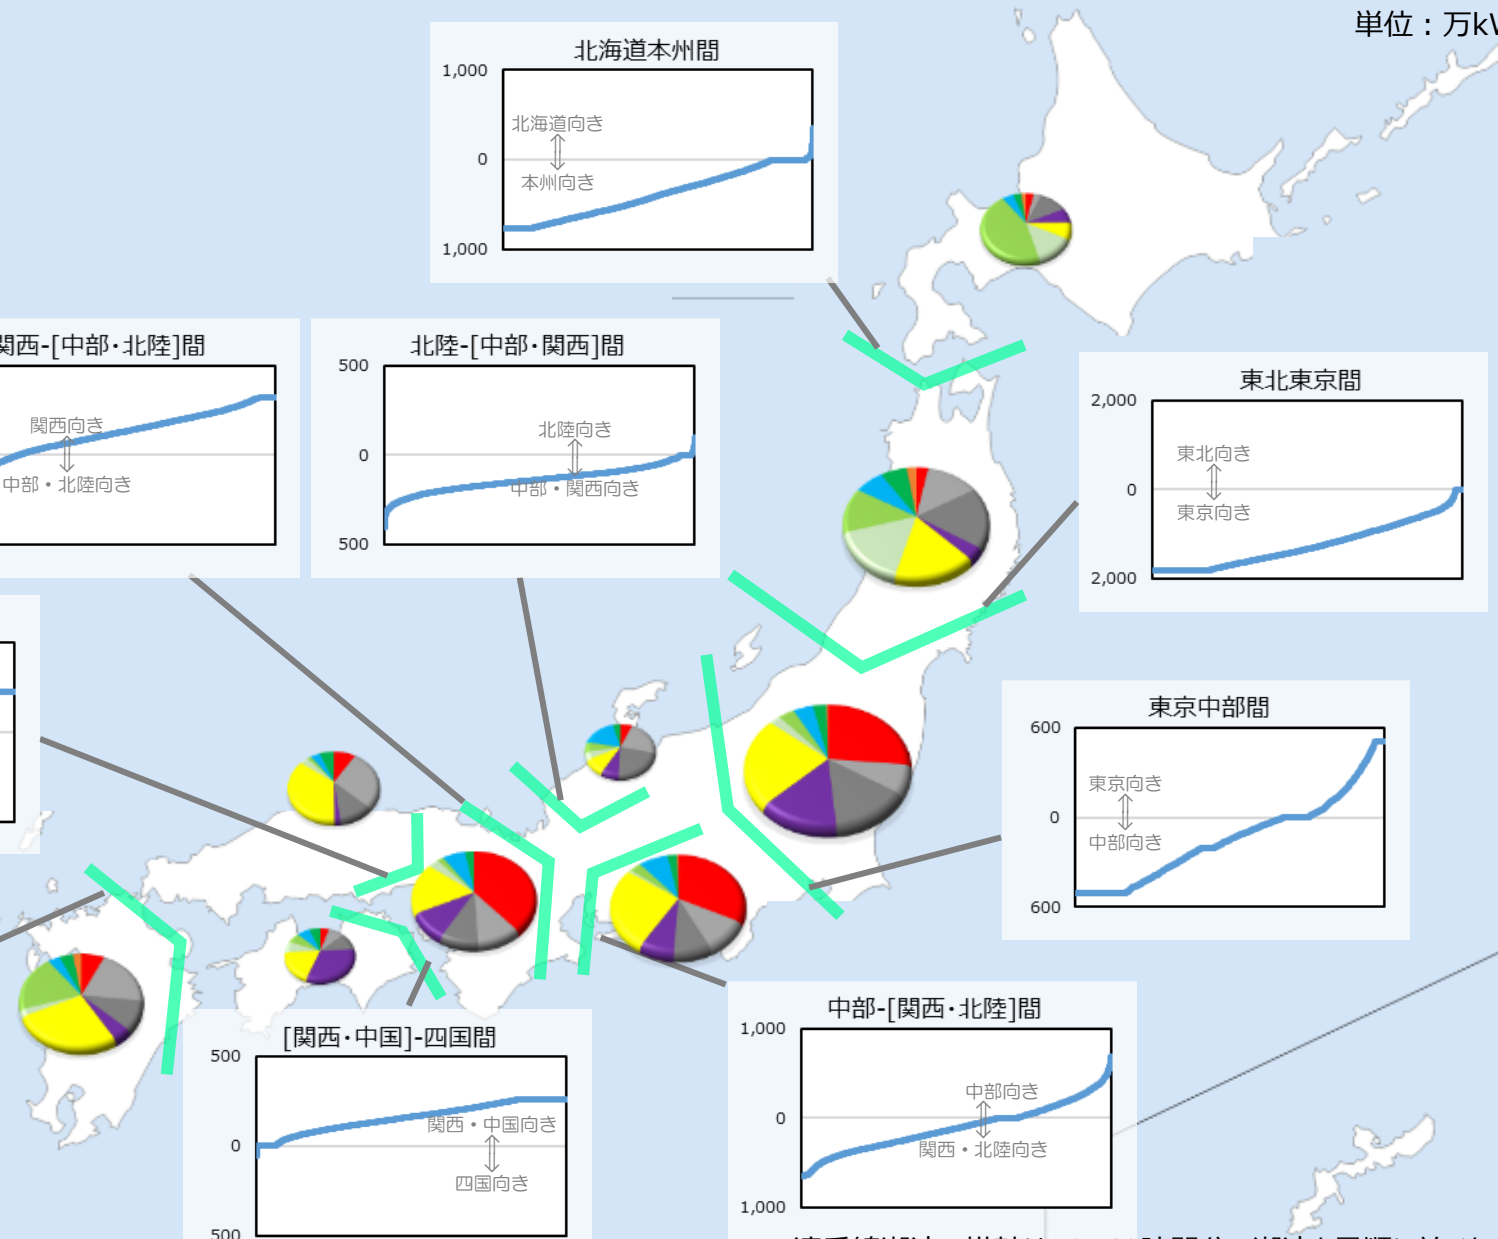 単位：万kW
北海道本州間
1,000
北海道向き
0
本州向き
1,000
関西-[中部・北陸]間
関西向き
中部・北陸向き
北陸-[中部・関西]間
500
北陸向き
0
中部・関西向き
500
東北東京間
2,000
東北向き
0
東京向き
2,000
東京中部間
600
東京向き
0
中部向き
600
[関西・中国]-四国間
500
関西・中国向き
0
四国向き
500
中部-[関西・北陸]間
1,000
中部向き
0
関西・北陸向き
1,000